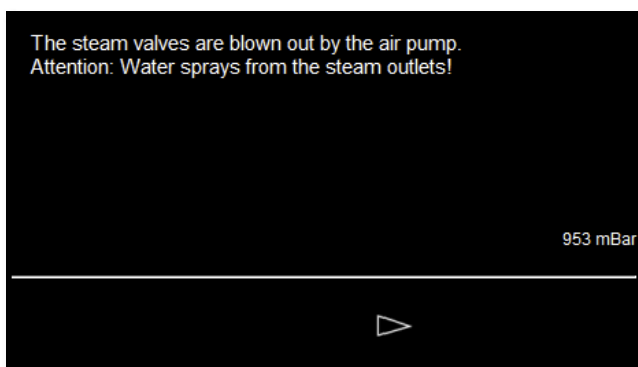 The steam valves are blown out by the air pump.
Attention: Water sprays from the steam outlets!
953 mBar